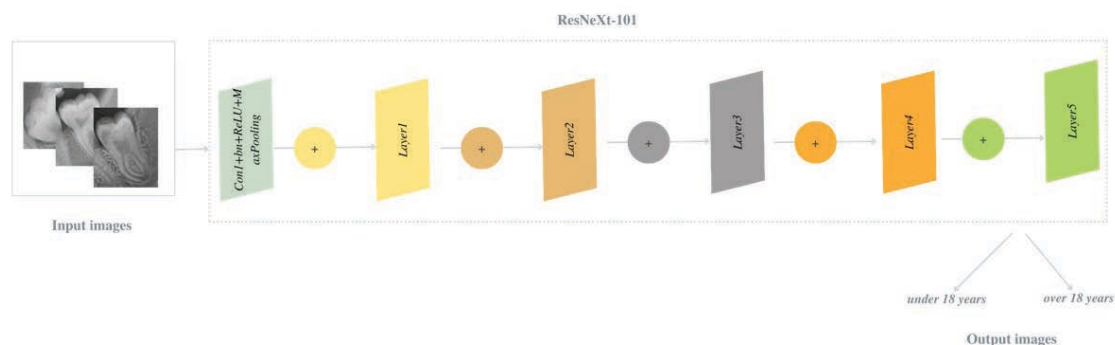 ResNeXt-101
Con1+bn+ReLU+M
axPooling
+
Layer1
+
Layer2
+
Layer3
+
Layer4
+
Layer5
Input images
under 18 years
over 18 years
Output images